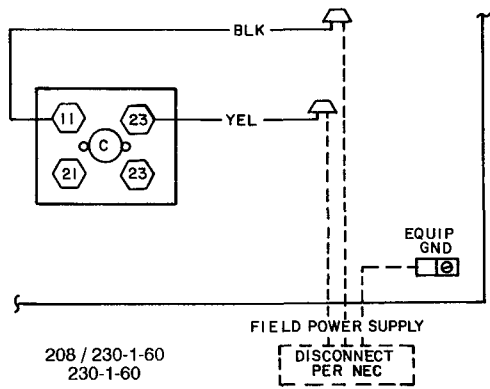 BLK
11
23
YEL
C
21
23
EQUIP
GND
FIELD POWER SUPPLY
208 / 230-1-60
230-1-60
DISCONNECT
PER NEC